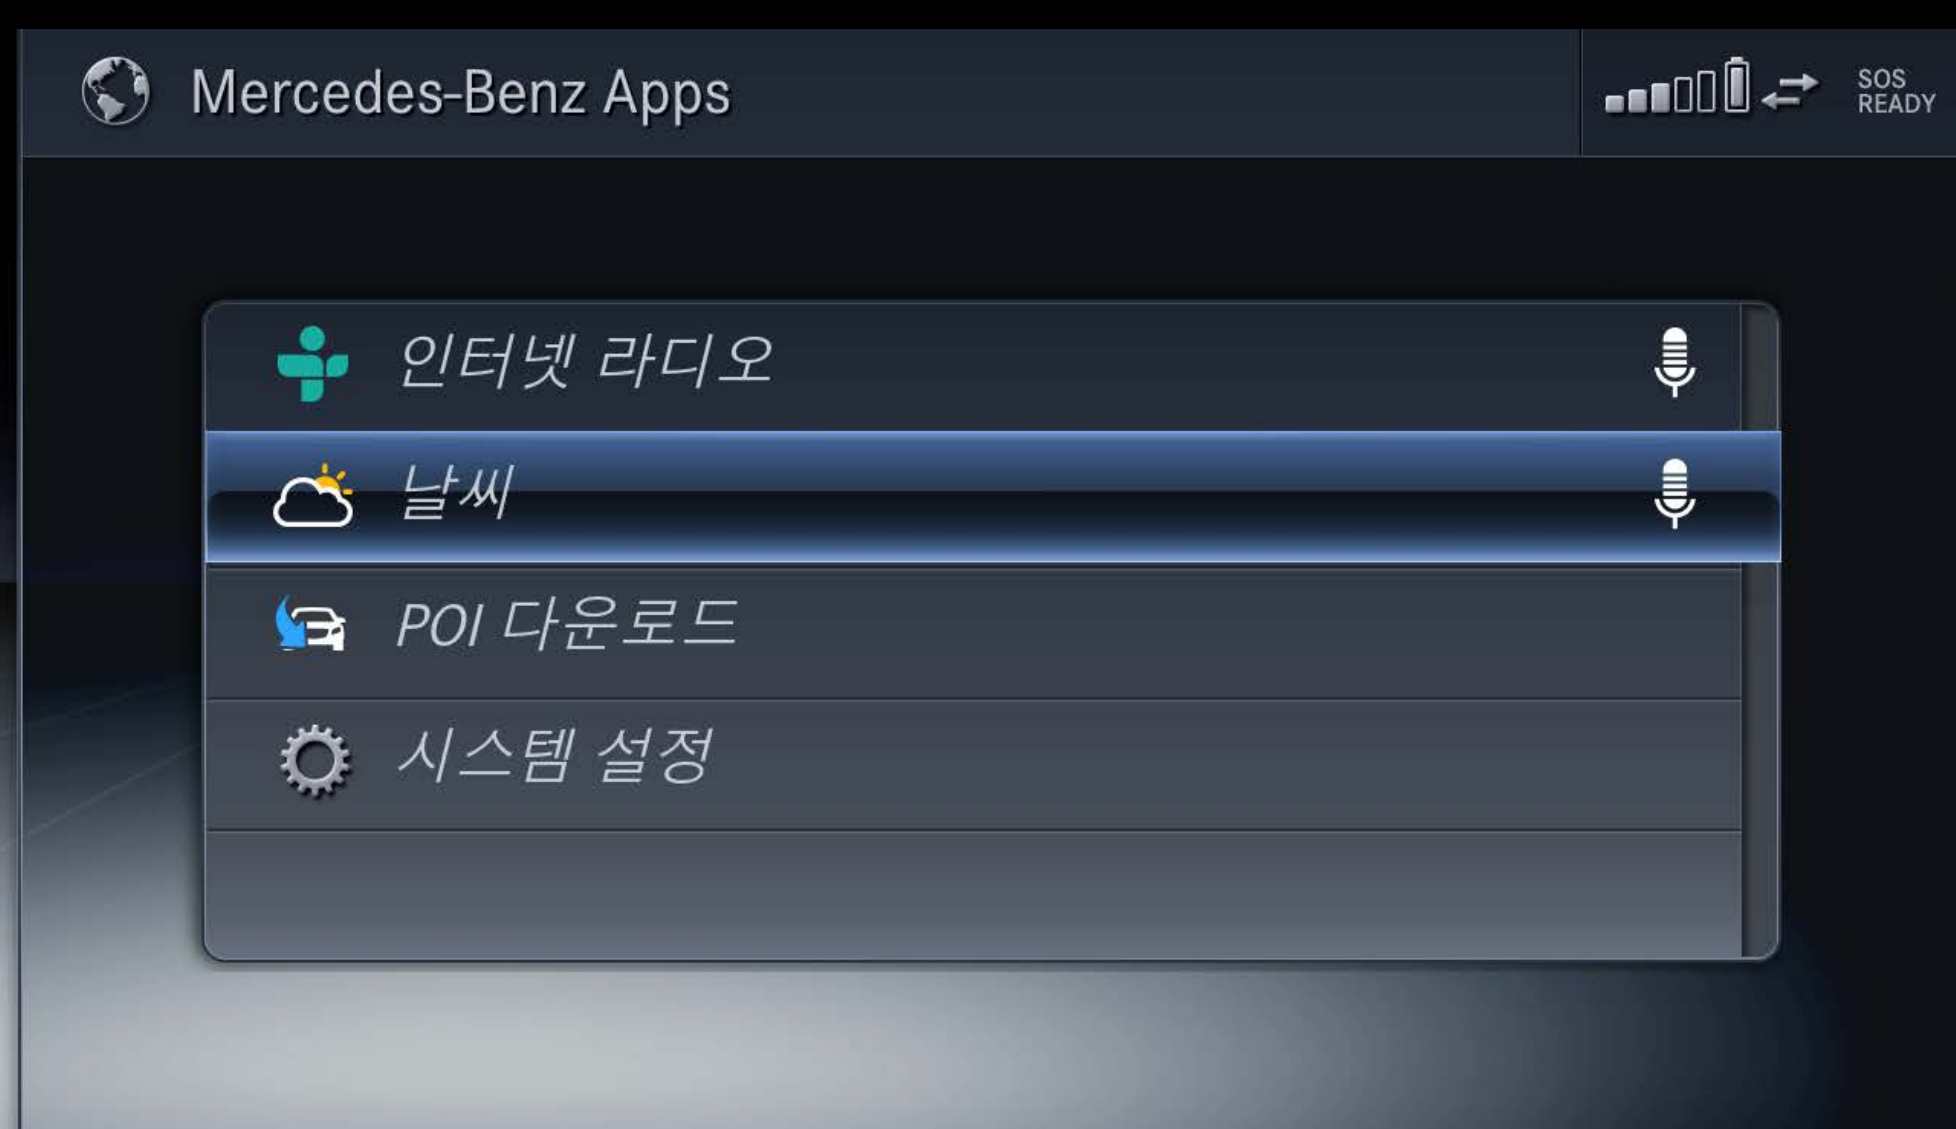 Mercedes-Benz Apps
SOS
READY
인터넷 라디오
날씨
POI 다운로드
시스템 설정